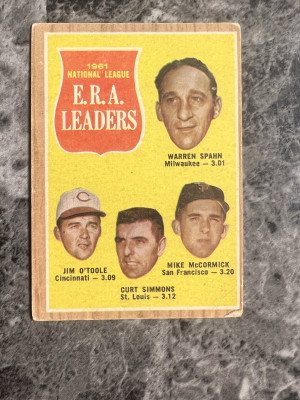 1961
NATIONAL LEAGUE
E.R.A.
LEADERS
WARREN SPAHN
Milwaukee — 3.01
JIM O'TOOLE
Cincinnati — 3.09
MIKE McCORMICK
San Francisco — 3.20
CURT SIMMONS
St. Louis — 3.12